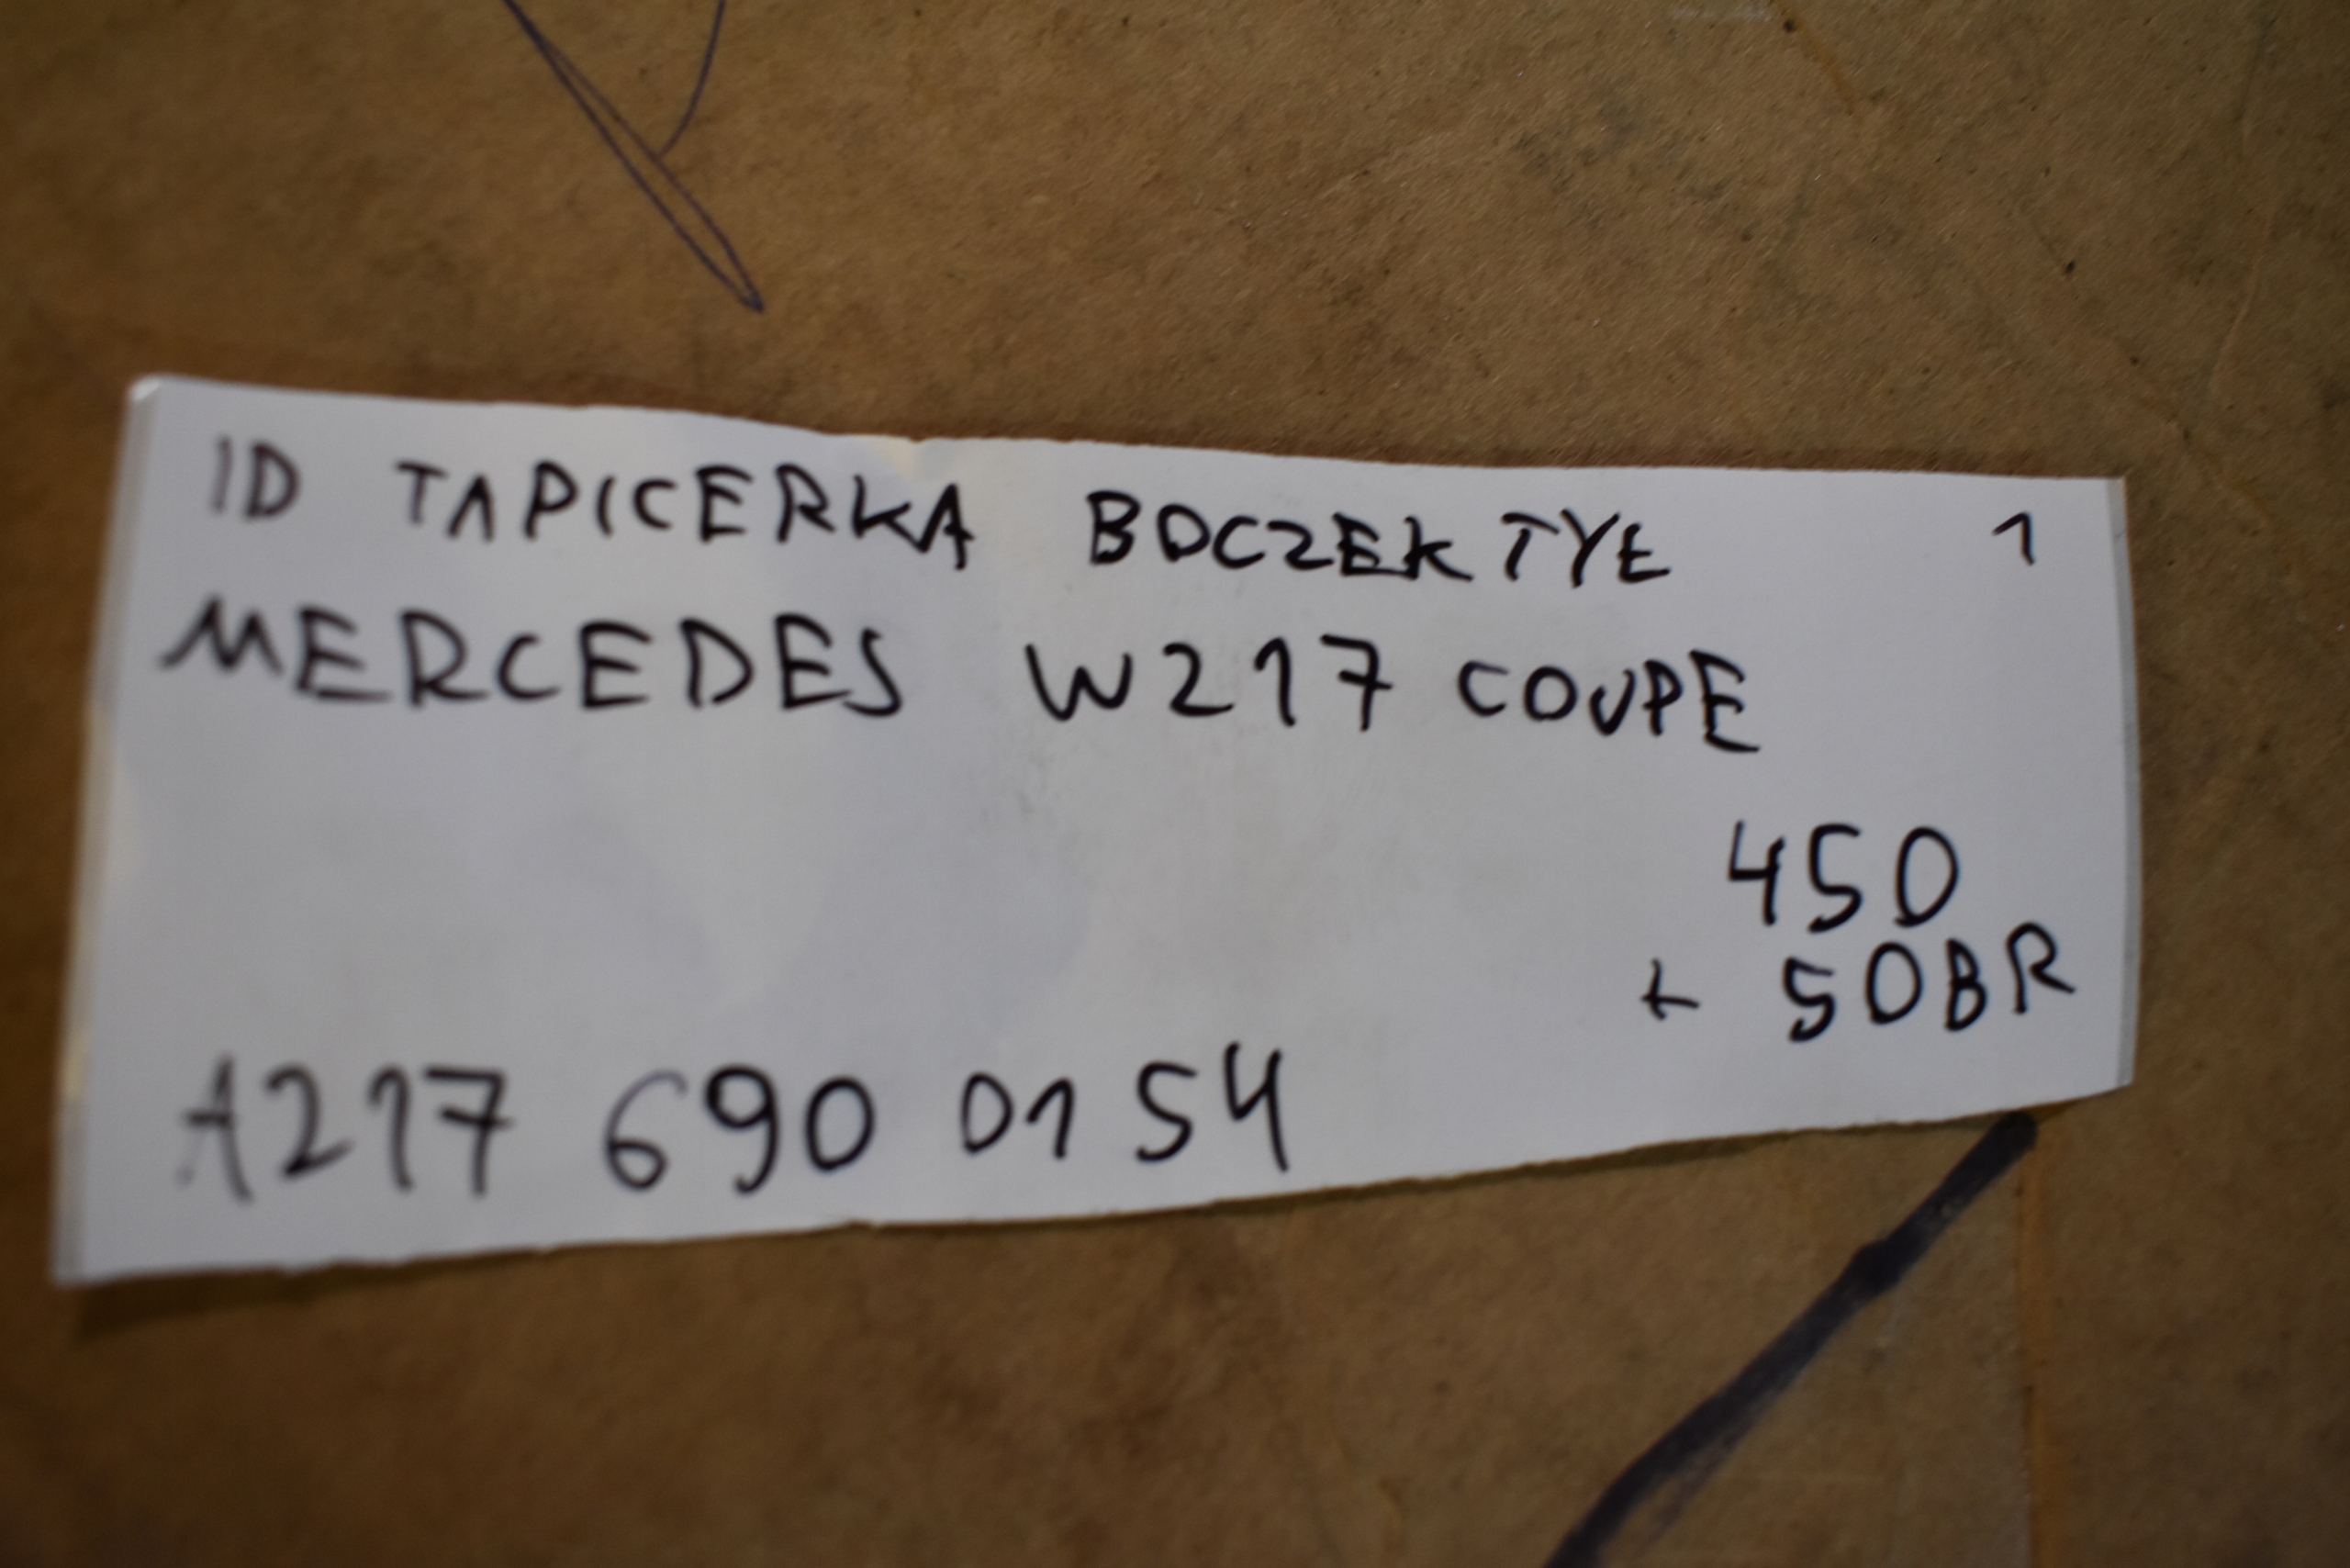 ID TAPICERKA BOCZEK TYŁ 1
MERCEDES W217 COUPE
450
+ 50BR
A217 690 01 54